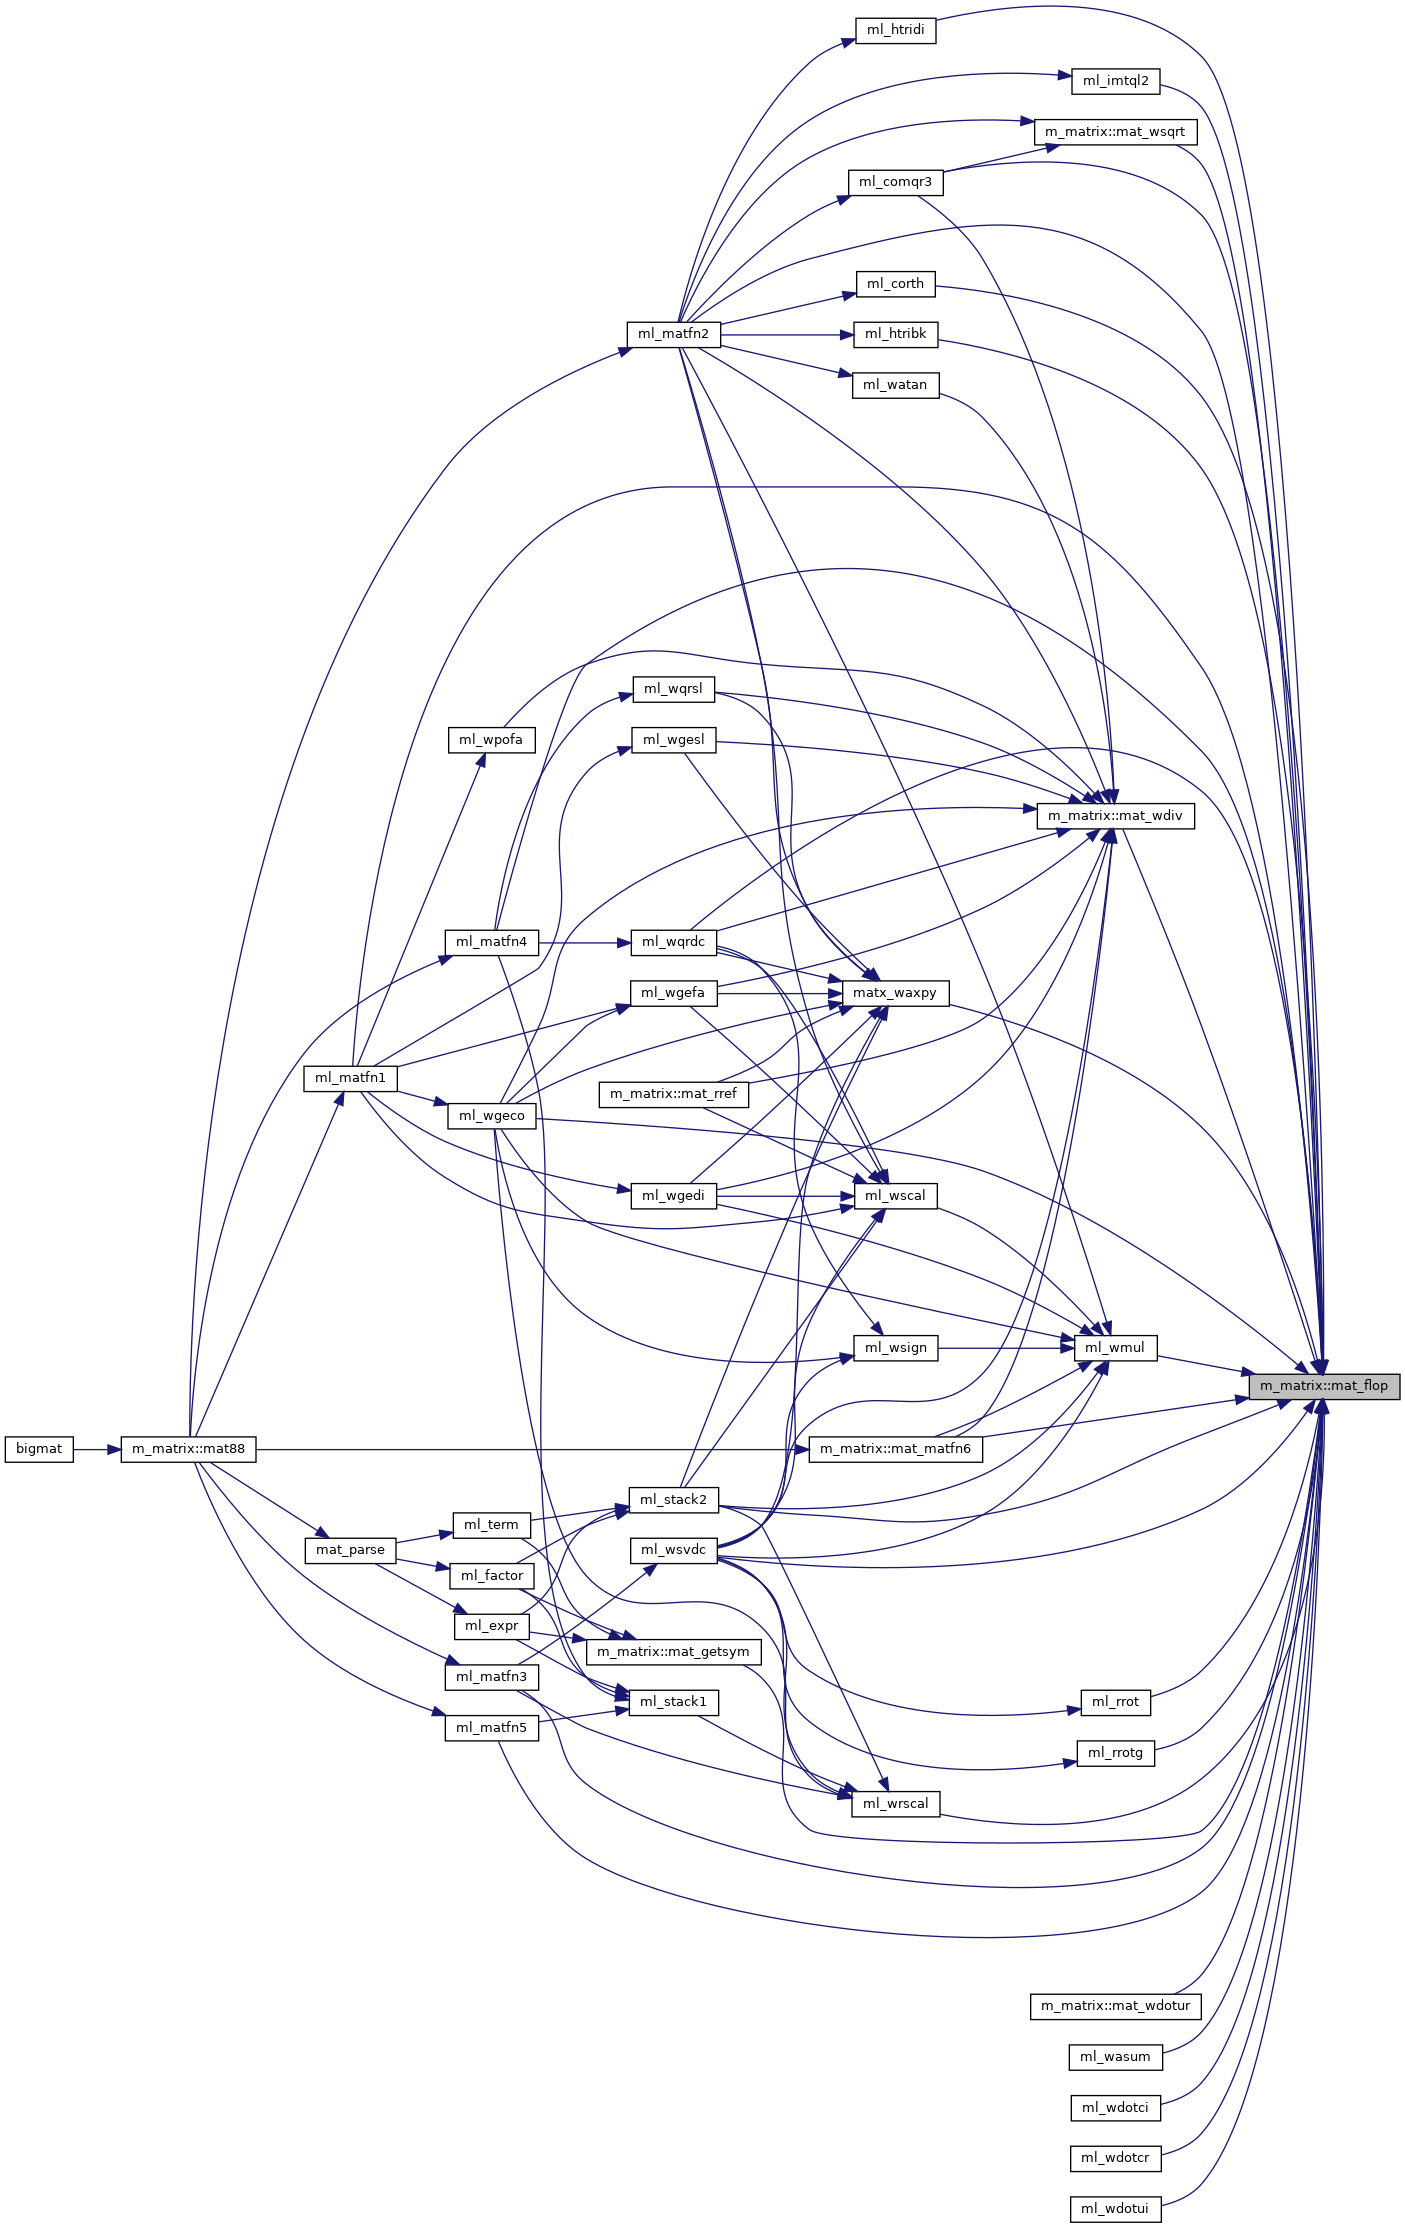 ml_htridi
ml_imtql2
m_matrix::mat_wsqrt
ml_comqr3
ml_corth
ml_matfn2
ml_htribk
ml_watan
ml_wqrsl
ml_wpofa
ml_wgesl
m_matrix::mat_wdiv
ml_matfn4
ml_wqrdc
ml_wgefa
matx_waxpy
ml_matfn1
m_matrix::mat_rref
ml_wgeco
ml_wgedi
ml_wscal
ml_wsign
ml_wmul
m_matrix::mat_flop
bigmat
m_matrix::mat88
m_matrix::mat_matfn6
ml_stack2
ml_term
mat_parse
ml_wsvdc
ml_factor
ml_expr
m_matrix::mat_getsym
ml_matfn3
ml_stack1
ml_rrot
ml_matfn5
ml_rrotg
ml_wrscal
m_matrix::mat_wdotur
ml_wasum
ml_wdotci
ml_wdotcr
ml_wdotui